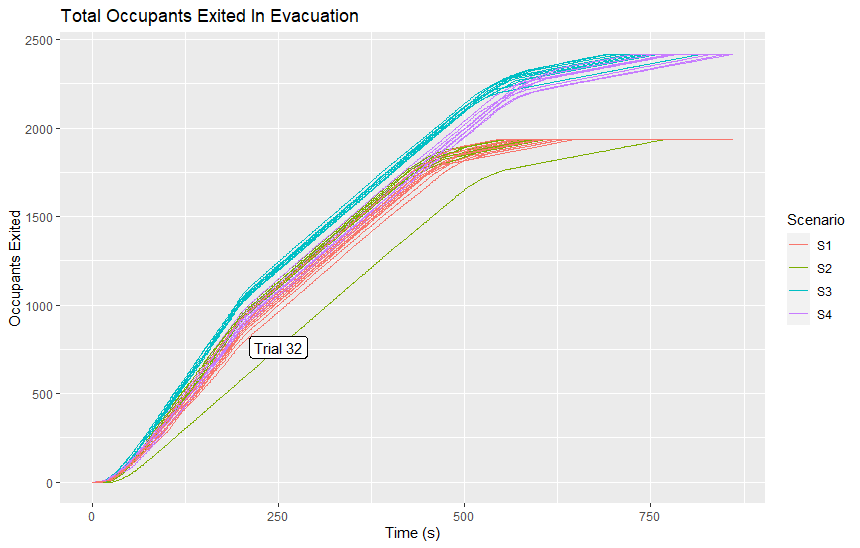 Total Occupants Exited In Evacuation
2500
2000
1500
1000
500
0
Occupants Exited
Trial 32
0
250
500
750
Time (s)
Scenario
S1
S2
S3
S4